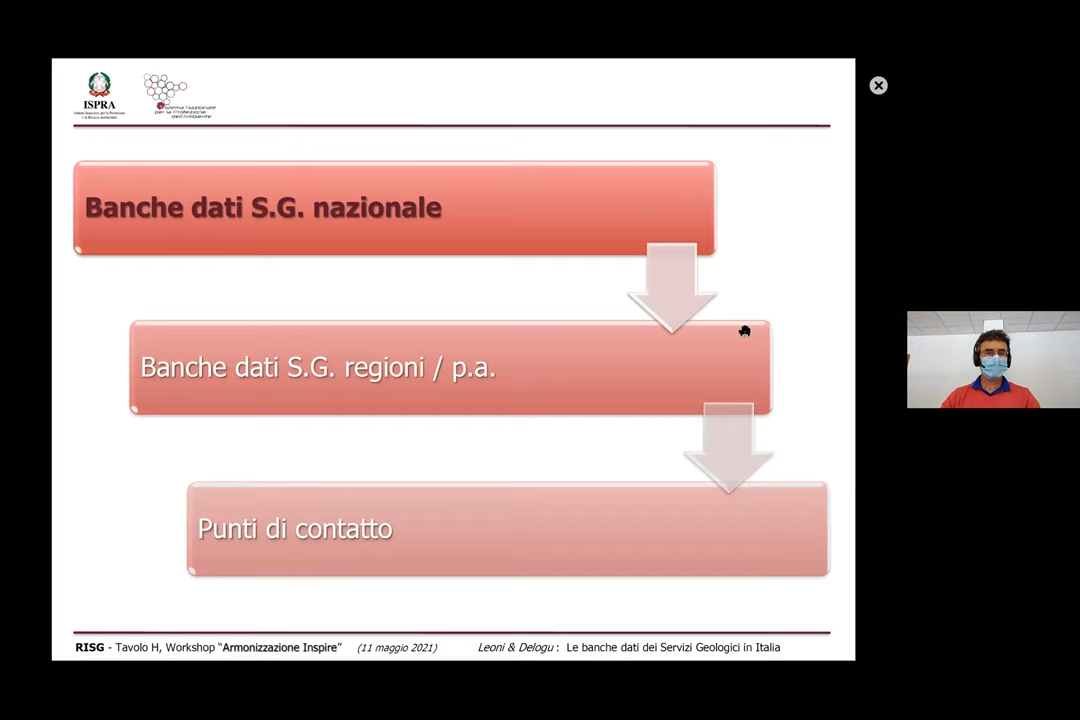 ISPRA
Istituto Superiore per la Protezione
e la Ricerca Ambientale
Sistema Nazionale
per la Protezione
dell'Ambiente
Banche dati S.G. nazionale
Banche dati S.G. regioni / p.a.
Punti di contatto
RISG - Tavolo H, Workshop “Armonizzazione Inspire” (11 maggio 2021) Leoni & Delogu : Le banche dati dei Servizi Geologici in Italia